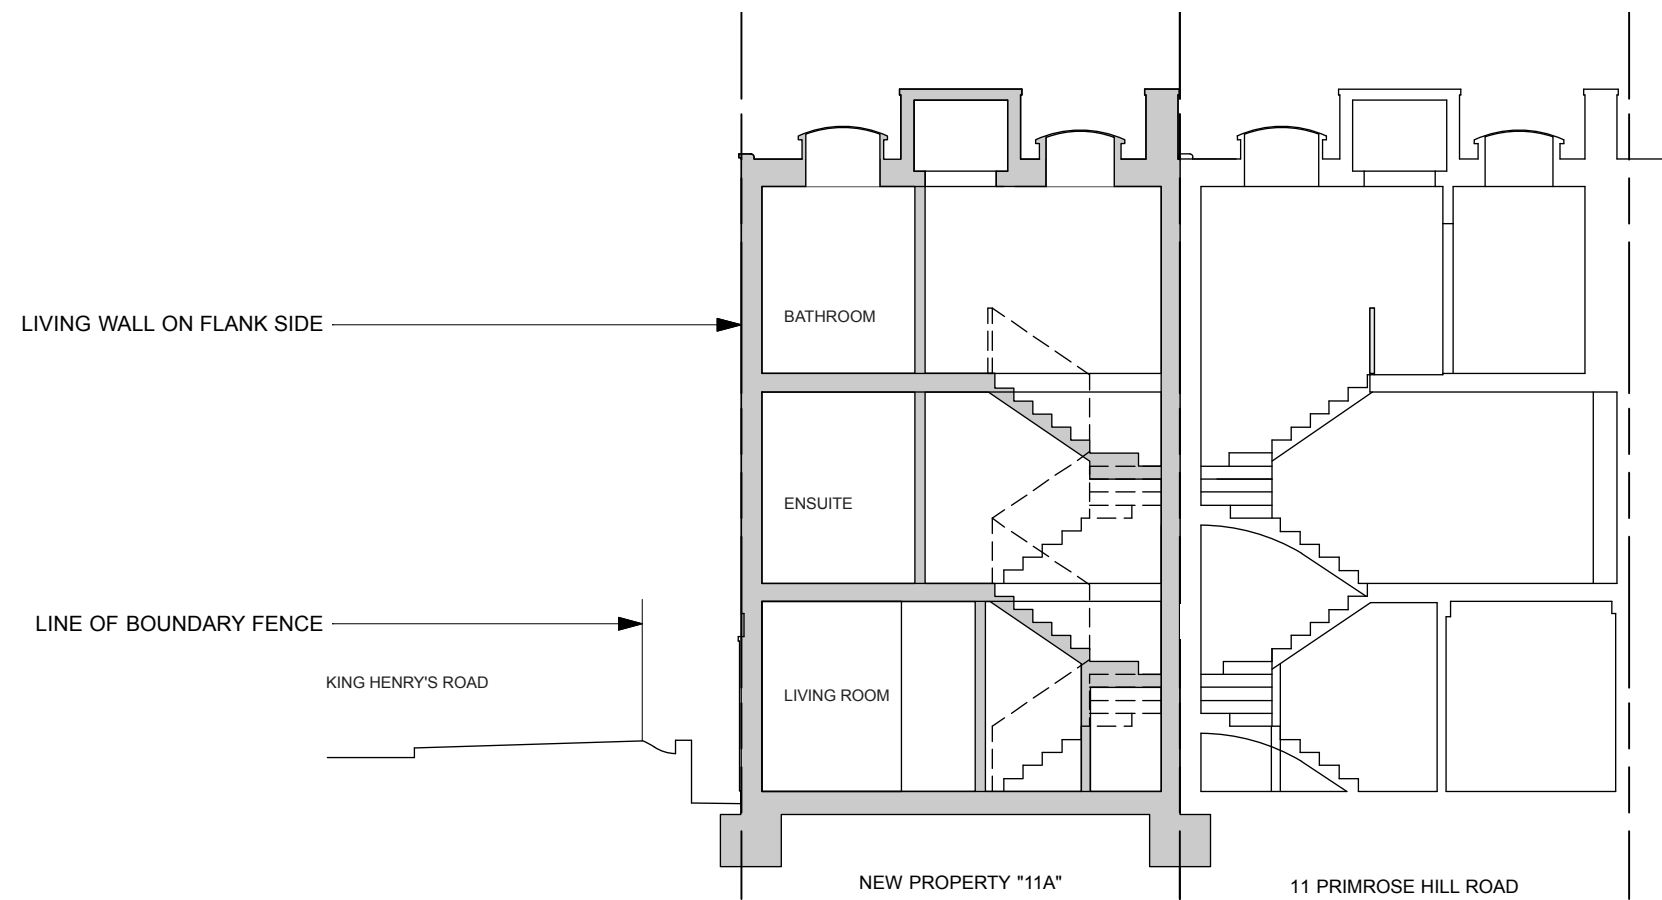 BATHROOM
LIVING WALL ON FLANK SIDE
ENSUITE
LINE OF BOUNDARY FENCE
KING HENRY'S ROAD
LIVING ROOM
NEW PROPERTY "11A"
11 PRIMROSE HILL ROAD